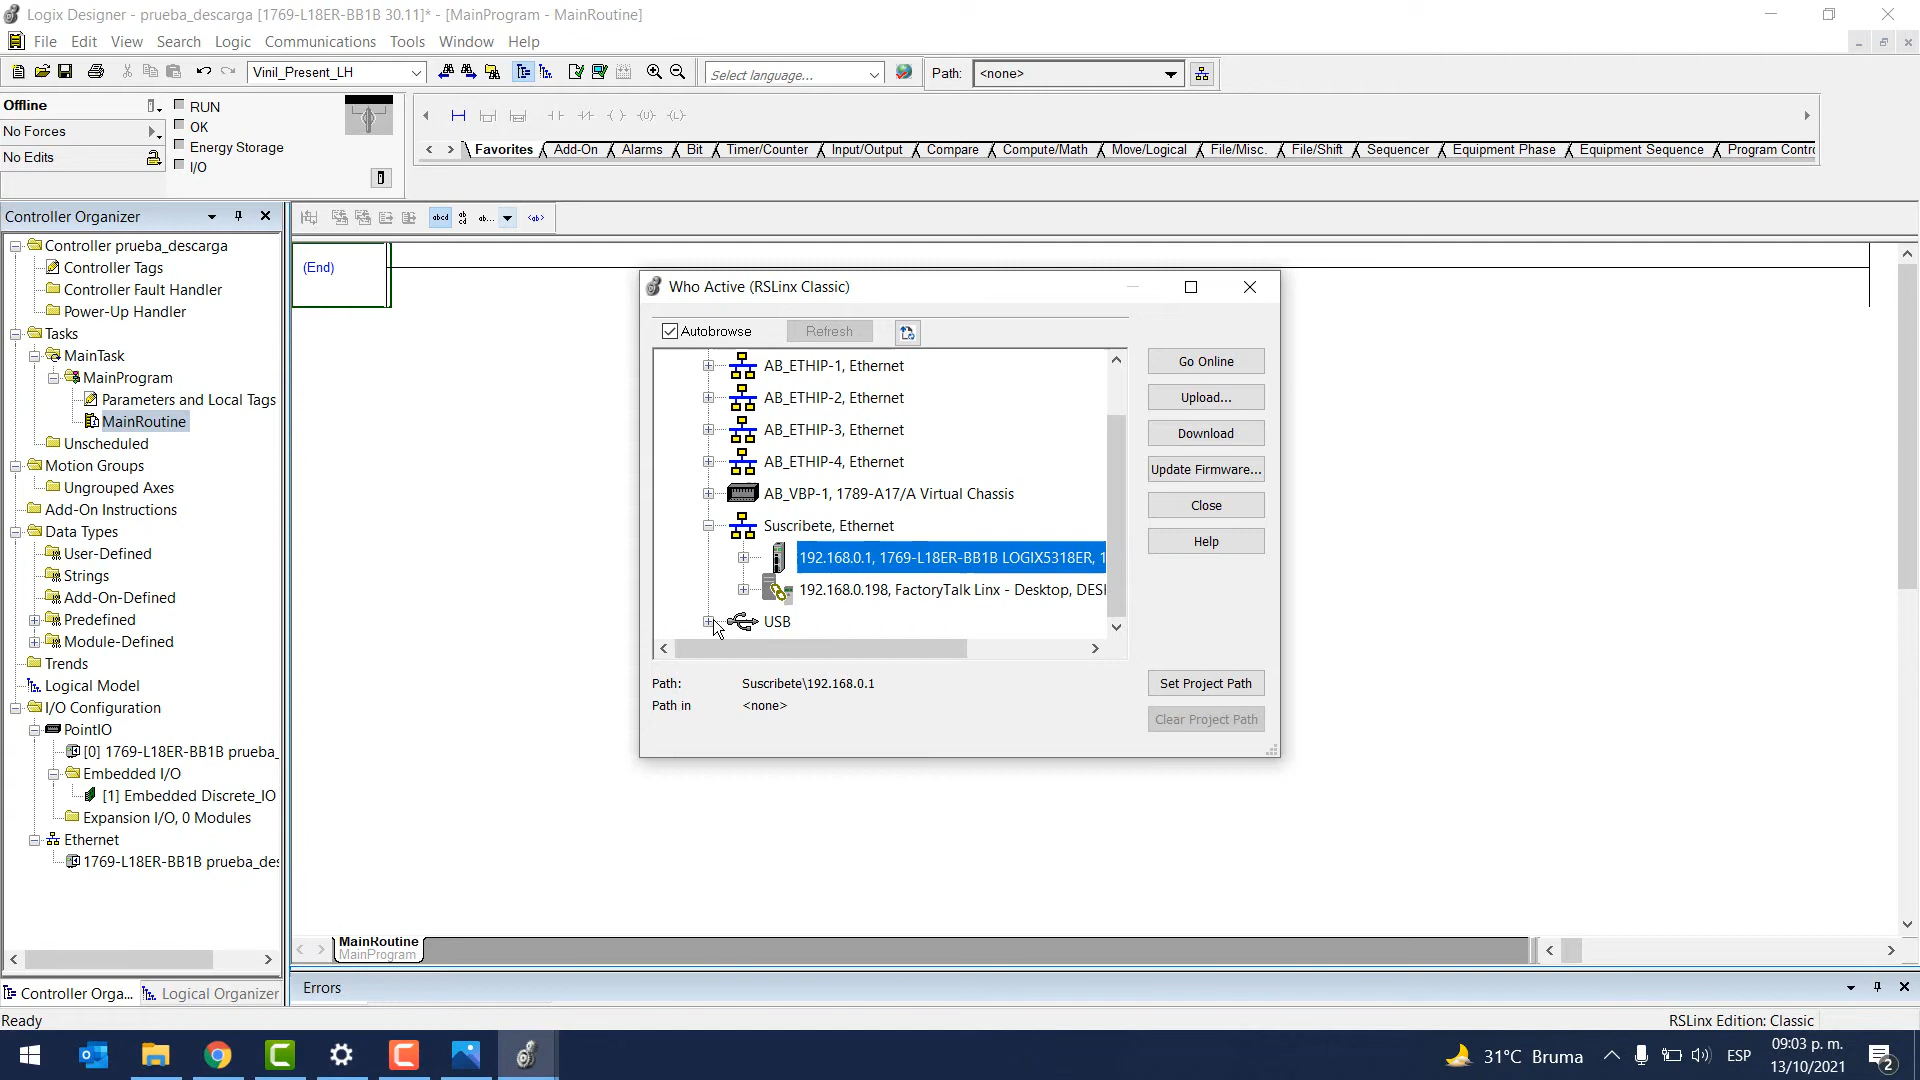 Logix Designer - prueba_descarga [1769-L18ER-BB1B 30.11]* - [MainProgram - MainRoutine]
File Edit View Search Logic Communications Tools Window Help
Vinil_Present_LH
Select language...
Path: <none>
Offline
No Forces
No Edits
RUN
OK
Energy Storage
I/O
Favorites Add-On Alarms Bit Timer/Counter Input/Output Compare Compute/Math Move/Logical File/Misc. File/Shift Sequencer Equipment Phase Equipment Sequence Program Contr
Controller Organizer
Controller prueba_descarga
Controller Tags
Controller Fault Handler
Power-Up Handler
Tasks
MainTask
MainProgram
Parameters and Local Tags
MainRoutine
Unscheduled
Motion Groups
Ungrouped Axes
Add-On Instructions
Data Types
User-Defined
Strings
Add-On-Defined
Predefined
Module-Defined
Trends
Logical Model
I/O Configuration
PointIO
[0] 1769-L18ER-BB1B prueba_
Embedded I/O
[1] Embedded Discrete_IO
Expansion I/O, 0 Modules
Ethernet
1769-L18ER-BB1B prueba_des
Controller Orga... Logical Organizer
abcd ab cd ab... <ab>
(End)
Who Active (RSLinx Classic)
Autobrowse Refresh
AB_ETHIP-1, Ethernet
AB_ETHIP-2, Ethernet
AB_ETHIP-3, Ethernet
AB_ETHIP-4, Ethernet
AB_VBP-1, 1789-A17/A Virtual Chassis
Suscribete, Ethernet
192.168.0.1, 1769-L18ER-BB1B LOGIX5318ER, 1
192.168.0.198, FactoryTalk Linx - Desktop, DESI
USB
Path: Suscribete\192.168.0.1
Path in <none>
Go Online
Upload...
Download
Update Firmware...
Close
Help
Set Project Path
Clear Project Path
MainRoutine
MainProgram
Errors
Ready
RSLinx Edition: Classic
31°C Bruma
ESP
09:03 p. m.
13/10/2021
2